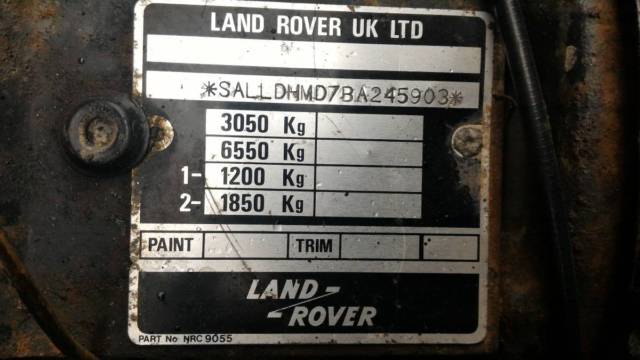 LAND ROVER UK LTD
*SALLDHMD7BA245903*
3050 Kg
6550 Kg
1- 1200 Kg
2- 1850 Kg
PAINT TRIM
LAND-
-ROVER
PART No NRC 9055